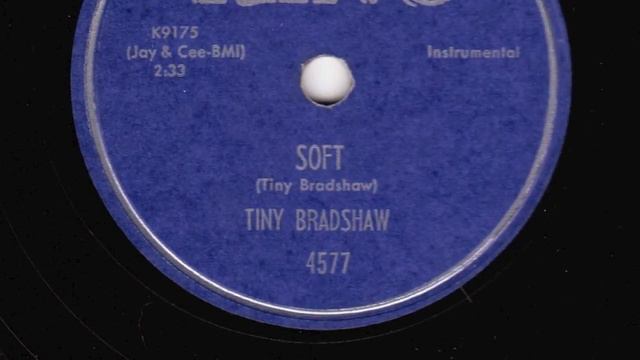 K9175
(Jay & Cee-BMI)
2:33
Instrumental
SOFT
(Tiny Bradshaw)
TINY BRADSHAW
4577